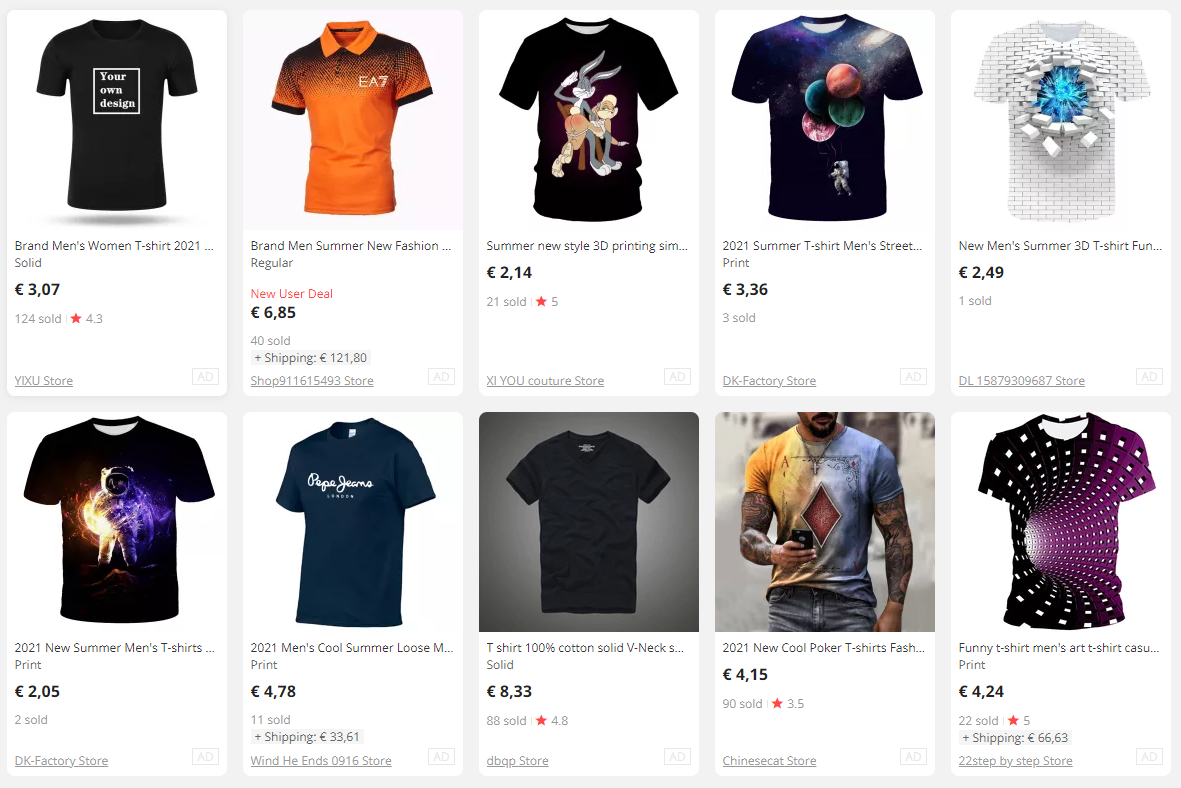 Your
own
design
Brand Men's Women T-shirt 2021 ...
Solid
€ 3,07
124 sold 4.3
YIXU Store
AD
EA7
Brand Men Summer New Fashion ...
Regular
New User Deal
€ 6,85
40 sold
+ Shipping: € 121,80
Shop911615493 Store
AD
Summer new style 3D printing sim...
€ 2,14
21 sold 5
XI YOU couture Store
AD
2021 Summer T-shirt Men's Street...
Print
€ 3,36
3 sold
DK-Factory Store
AD
New Men's Summer 3D T-shirt Fun...
€ 2,49
1 sold
DL 15879309687 Store
AD
2021 New Summer Men's T-shirts ...
Print
€ 2,05
2 sold
DK-Factory Store
AD
Pepe Jeans
LONDON
2021 Men's Cool Summer Loose M...
Print
€ 4,78
11 sold
+ Shipping: € 33,61
Wind He Ends 0916 Store
AD
T shirt 100% cotton solid V-Neck s...
Solid
€ 8,33
88 sold 4.8
dbqp Store
AD
A
2021 New Cool Poker T-shirts Fash...
€ 4,15
90 sold 3.5
Chinesecat Store
AD
Funny t-shirt men's art t-shirt casu...
Print
€ 4,24
22 sold 5
+ Shipping: € 66,63
22step by step Store
AD